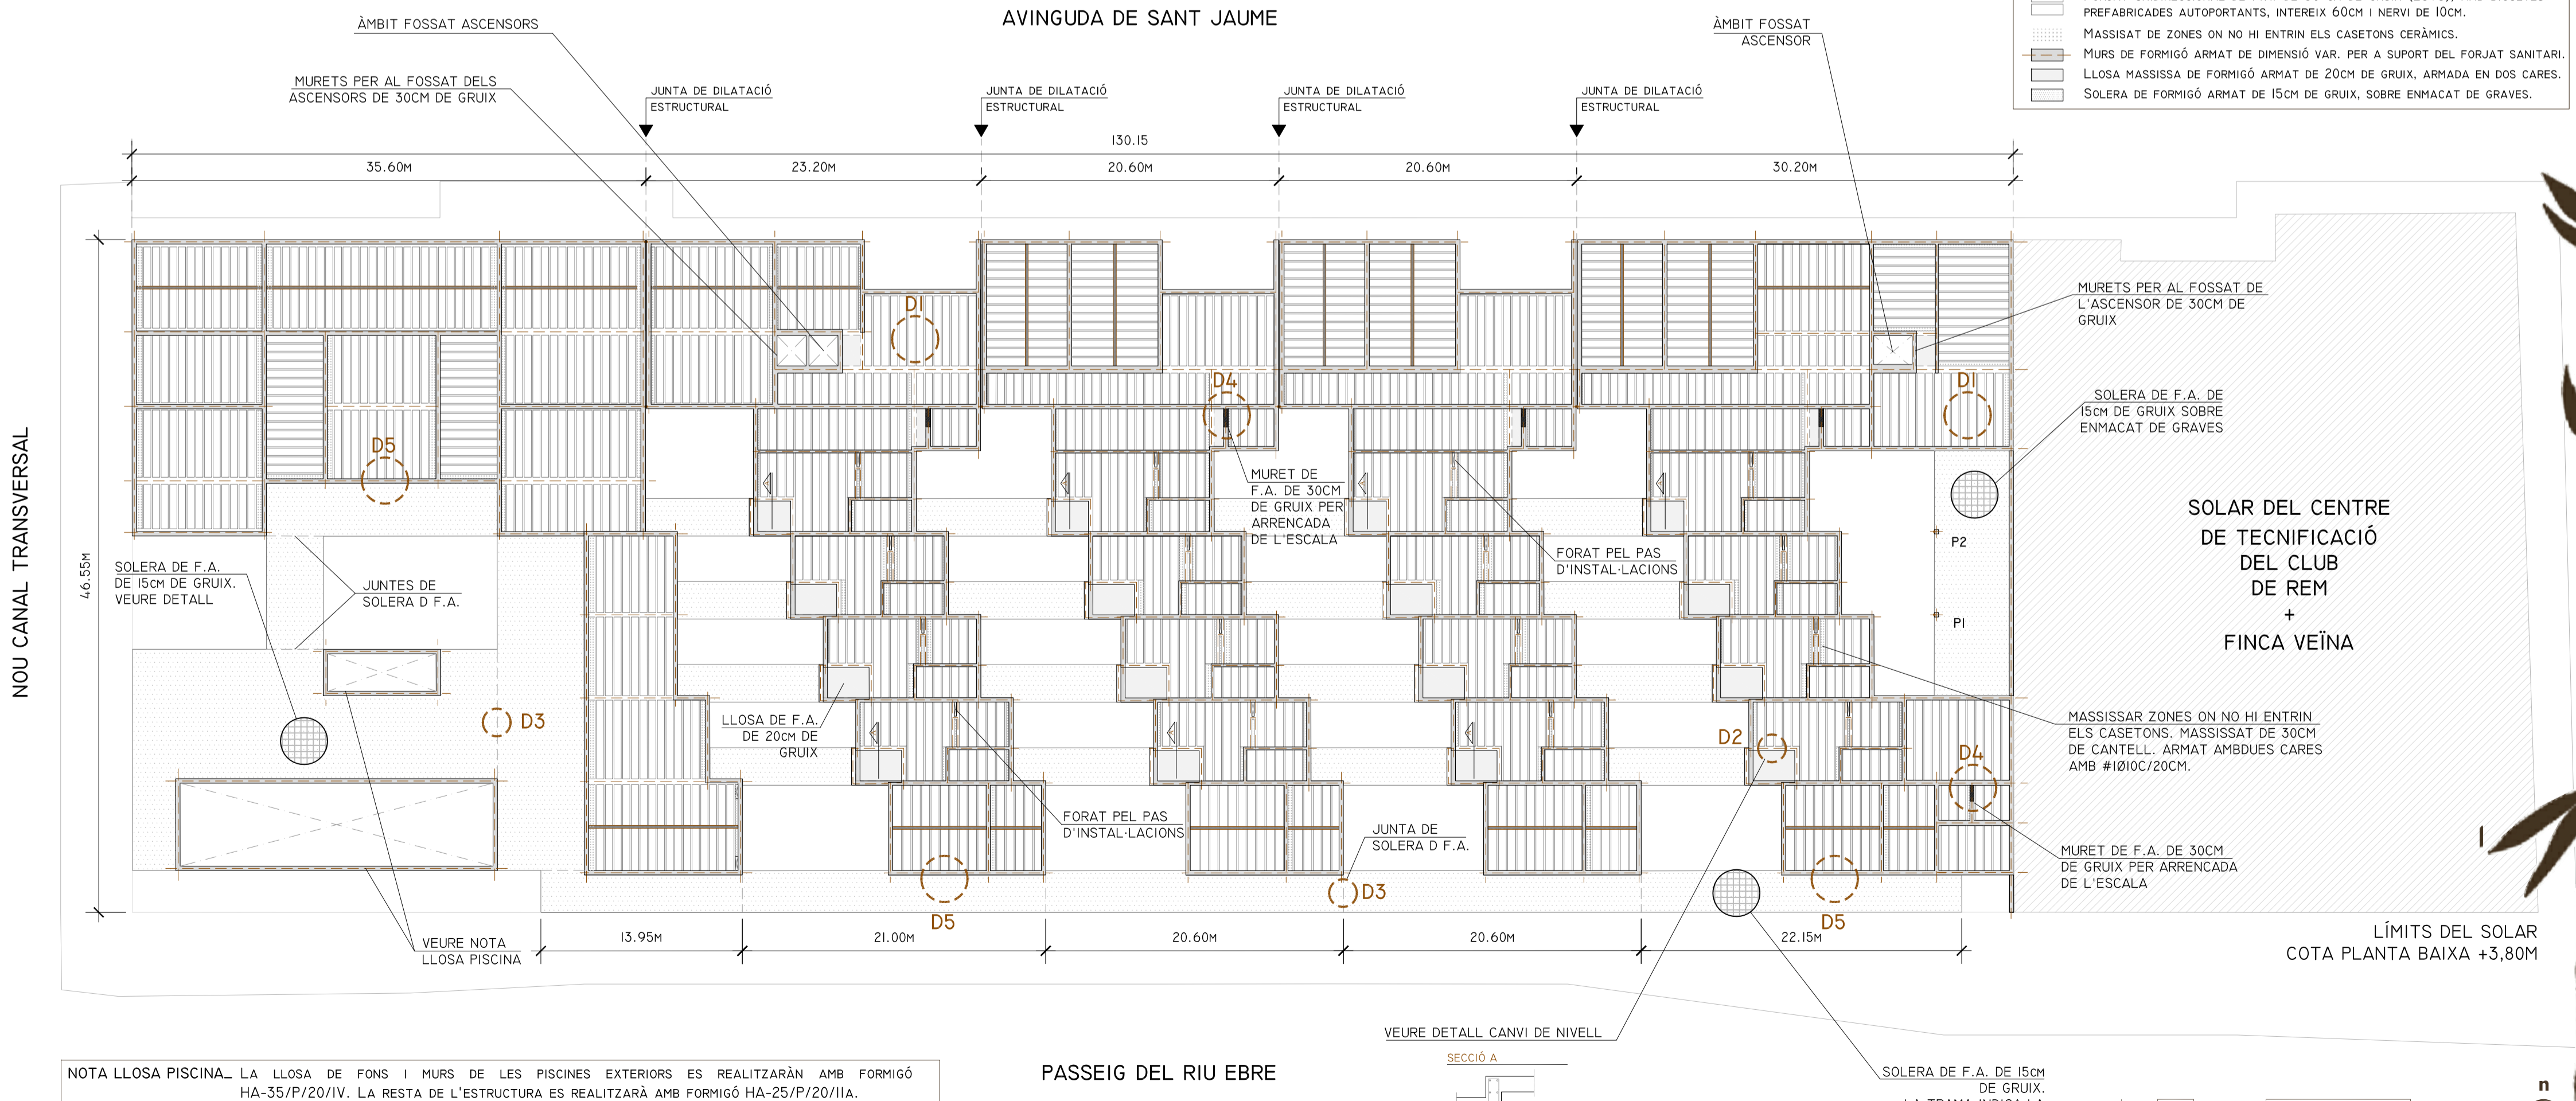 AVINGUDA DE SANT JAUME
ÀMBIT FOSSAT ASCENSORS
ÀMBIT FOSSAT
ASCENSOR
PREFABRICADES AUTOPORTANTS, INTEREIX 60CM I NERVI DE 10CM.
MASSISAT DE ZONES ON NO HI ENTRIN ELS CASETONS CERÀMICS.
MURS DE FORMIGÓ ARMAT DE DIMENSIÓ VAR. PER A SUPORT DEL FORJAT SANITARI.
LLOSA MASSISSA DE FORMIGÓ ARMAT DE 20CM DE GRUIX, ARMADA EN DOS CARES.
SOLERA DE FORMIGÓ ARMAT DE 15CM DE GRUIX, SOBRE ENMACAT DE GRAVES.
MURETS PER AL FOSSAT DELS
ASCENSORS DE 30CM DE GRUIX
JUNTA DE DILATACIÓ
ESTRUCTURAL
JUNTA DE DILATACIÓ
ESTRUCTURAL
JUNTA DE DILATACIÓ
ESTRUCTURAL
JUNTA DE DILATACIÓ
ESTRUCTURAL
130.15
35.60M
23.20M
20.60M
20.60M
30.20M
MURETS PER AL FOSSAT DE
L'ASCENSOR DE 30CM DE
GRUIX
D1
D4
D1
D5
SOLERA DE F.A. DE
15CM DE GRUIX SOBRE
ENMACAT DE GRAVES
NOU CANAL TRANSVERSAL
46.55M
MURET DE
F.A. DE 30CM
DE GRUIX PER
ARRENCADA
DE L'ESCALA
FORAT PEL PAS
D'INSTAL·LACIONS
P2
P1
SOLAR DEL CENTRE
DE TECNIFICACIÓ
DEL CLUB
DE REM
+
FINCA VEÏNA
SOLERA DE F.A.
DE 15CM DE GRUIX.
VEURE DETALL
JUNTES DE
SOLERA D F.A.
D3
LLOSA DE F.A.
DE 20CM DE
GRUIX
D2
D4
MASSISSAR ZONES ON NO HI ENTRIN
ELS CASETONS. MASSISSAT DE 30CM
DE CANTELL. ARMAT AMBDUES CARES
AMB #1Ø10C/20CM.
FORAT PEL PAS
D'INSTAL·LACIONS
JUNTA DE
SOLERA D F.A.
MURET DE F.A. DE 30CM
DE GRUIX PER ARRENCADA
DE L'ESCALA
D5
D3
D5
VEURE NOTA
LLOSA PISCINA
13.95M
21.00M
20.60M
20.60M
22.15M
LÍMITS DEL SOLAR
COTA PLANTA BAIXA +3,80M
VEURE DETALL CANVI DE NIVELL
SECCIÓ A
PASSEIG DEL RIU EBRE
NOTA LLOSA PISCINA_ LA LLOSA DE FONS I MURS DE LES PISCINES EXTERIORS ES REALITZARÀN AMB FORMIGÓ
HA-35/P/20/IV. LA RESTA DE L'ESTRUCTURA ES REALITZARÀ AMB FORMIGÓ HA-25/P/20/IIA.
SOLERA DE F.A. DE 15CM
DE GRUIX.
n